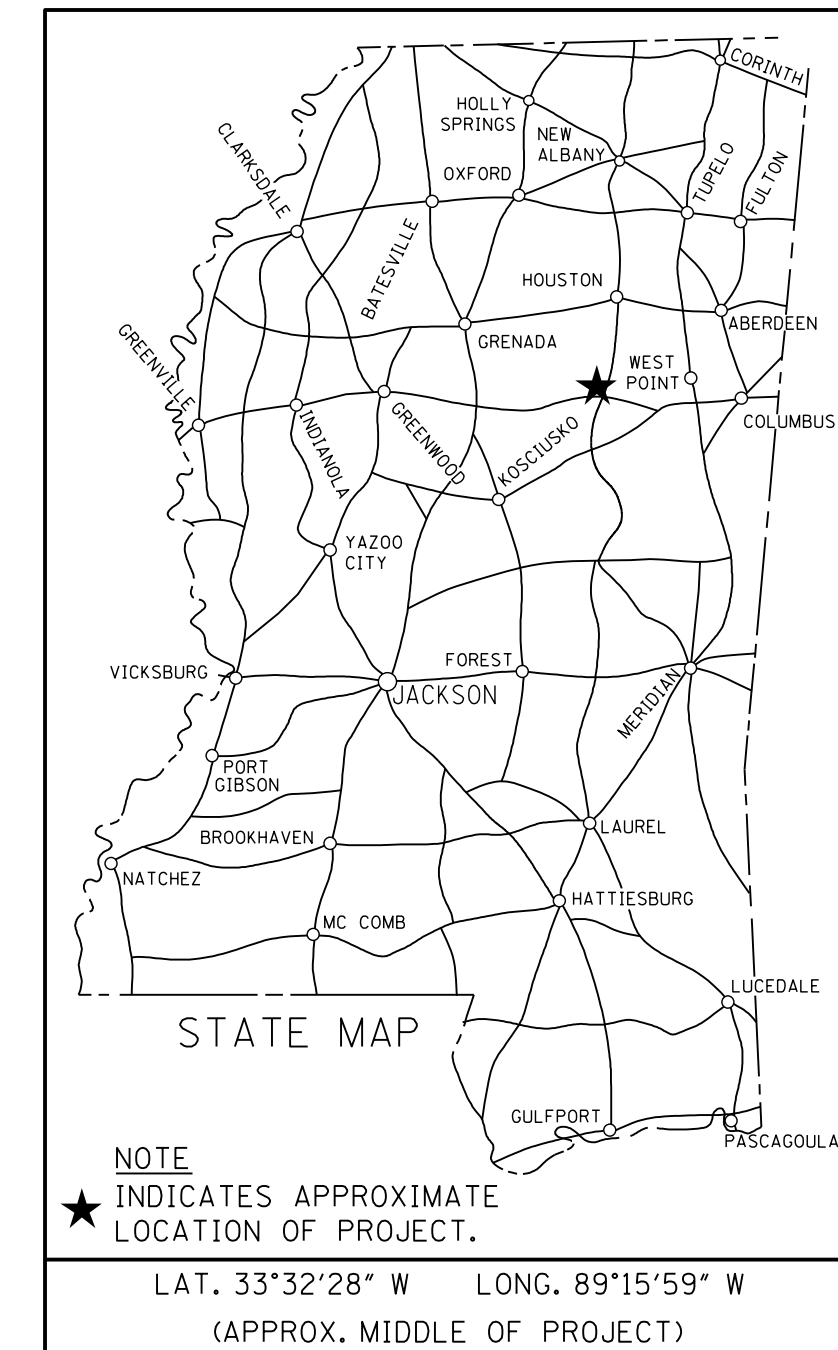 CORINTH
HOLLY
SPRINGS
NEW
ALBANY
CLARKSDALE
OXFORD
TUPELO
FULTON
BATESVILLE
HOUSTON
ABERDEEN
GREENVILLE
GRENADA
WEST
POINT
COLUMBUS
INDIANOLA
GREENWOOD
KOSCIUSKO
YAZOO
CITY
VICKSBURG
FOREST
JACKSON
MERIDIAN
PORT
GIBSON
BROOKHAVEN
LAUREL
NATCHEZ
HATTIESBURG
MC COMB
LUCEDALE
STATE MAP
GULFPORT
PASCAGOULA
NOTE
INDICATES APPROXIMATE
LOCATION OF PROJECT.
LAT. 33°32'28" W LONG. 89°15'59" W
(APPROX. MIDDLE OF PROJECT)